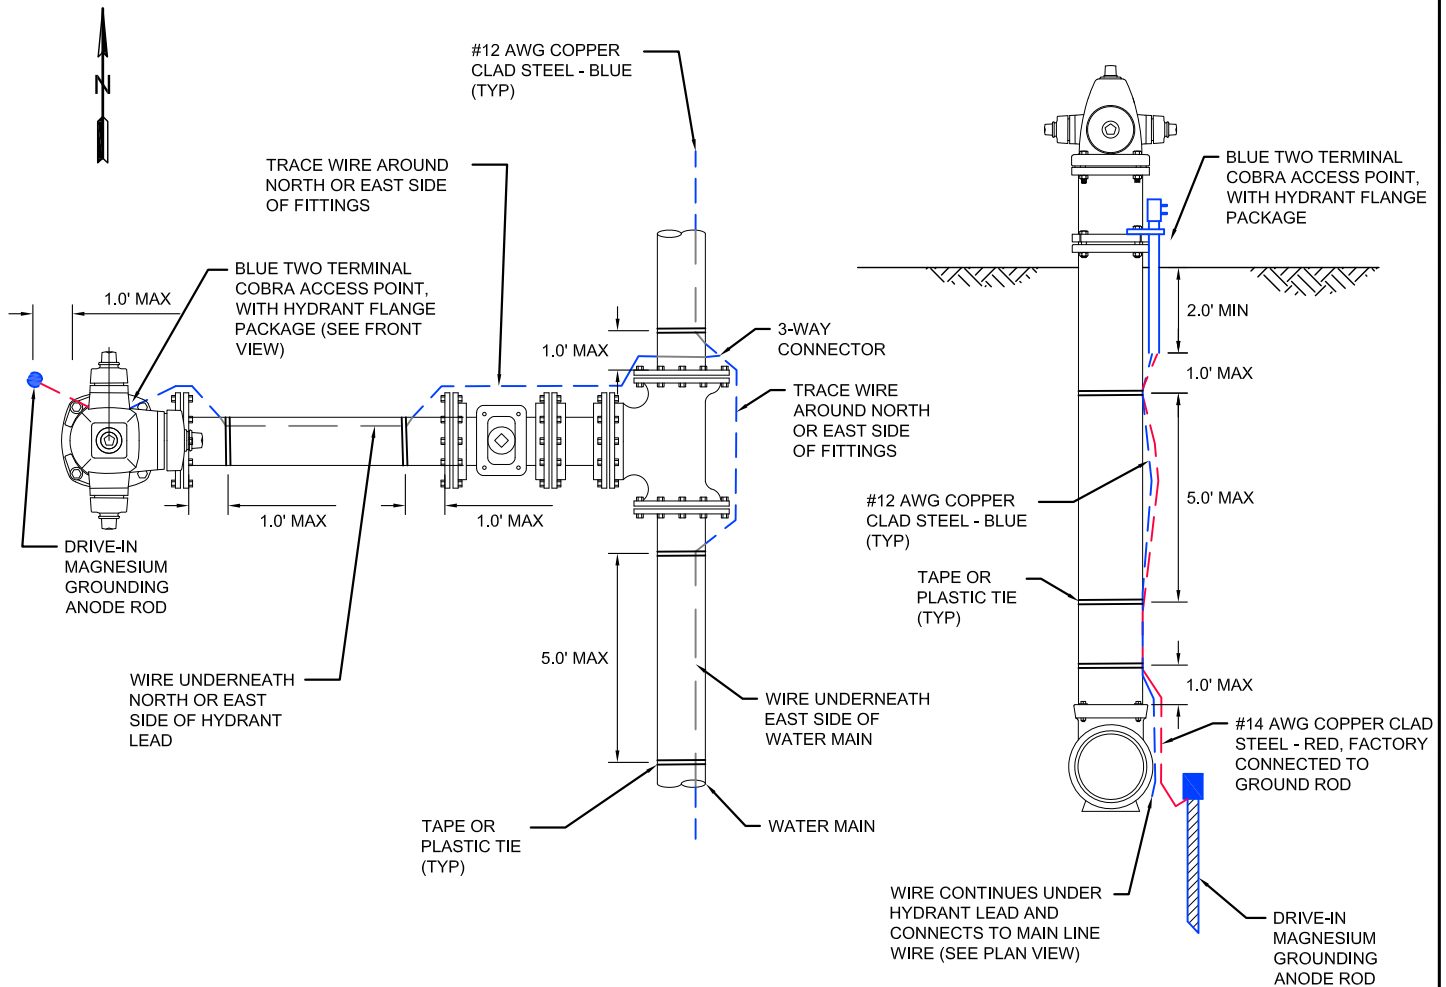 N
#12 AWG COPPER
CLAD STEEL - BLUE
(TYP)
TRACE WIRE AROUND
NORTH OR EAST SIDE
OF FITTINGS
BLUE TWO TERMINAL
COBRA ACCESS POINT,
WITH HYDRANT FLANGE
PACKAGE (SEE FRONT
VIEW)
1.0' MAX
1.0' MAX
3-WAY
CONNECTOR
TRACE WIRE
AROUND NORTH
OR EAST SIDE
OF FITTINGS
1.0' MAX
1.0' MAX
DRIVE-IN
MAGNESIUM
GROUNDING
ANODE ROD
WIRE UNDERNEATH
NORTH OR EAST
SIDE OF HYDRANT
LEAD
5.0' MAX
WIRE UNDERNEATH
EAST SIDE OF
WATER MAIN
TAPE OR
PLASTIC TIE
(TYP)
WATER MAIN
BLUE TWO TERMINAL
COBRA ACCESS POINT,
WITH HYDRANT FLANGE
PACKAGE
2.0' MIN
1.0' MAX
#12 AWG COPPER
CLAD STEEL - BLUE
(TYP)
5.0' MAX
TAPE OR
PLASTIC TIE
(TYP)
1.0' MAX
#14 AWG COPPER CLAD
STEEL - RED, FACTORY
CONNECTED TO
GROUND ROD
WIRE CONTINUES UNDER
HYDRANT LEAD AND
CONNECTS TO MAIN LINE
WIRE (SEE PLAN VIEW)
DRIVE-IN
MAGNESIUM
GROUNDING
ANODE ROD